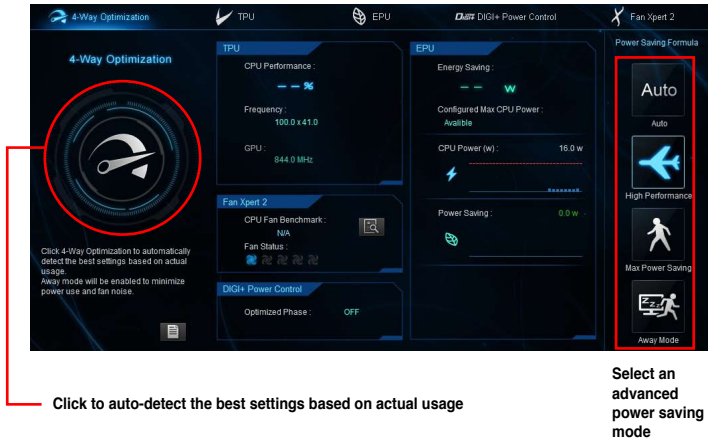 4-Way Optimization
TPU
EPU
DIGI+ DIGI+ Power Control
Fan Xpert 2
4-Way Optimization
Click 4-Way Optimization to automatically
detect the best settings based on actual
usage.
Away mode will be enabled to minimize
power use and fan noise.
TPU
CPU Performance :
– – %
Frequency :
100.0 x 41.0
GPU :
844.0 MHz
Fan Xpert 2
CPU Fan Benchmark :
N/A
Fan Status :
DIGI+ Power Control
Optimized Phase : OFF
EPU
Energy Saving :
– – w
Configured Max CPU Power :
Avalible
CPU Power (w) : 16.0 w
Power Saving : 0.0 w
Power Saving Formula
Auto
Auto
High Performance
Max Power Saving
Zzz
Away Mode
Click to auto-detect the best settings based on actual usage
Select an
advanced
power saving
mode